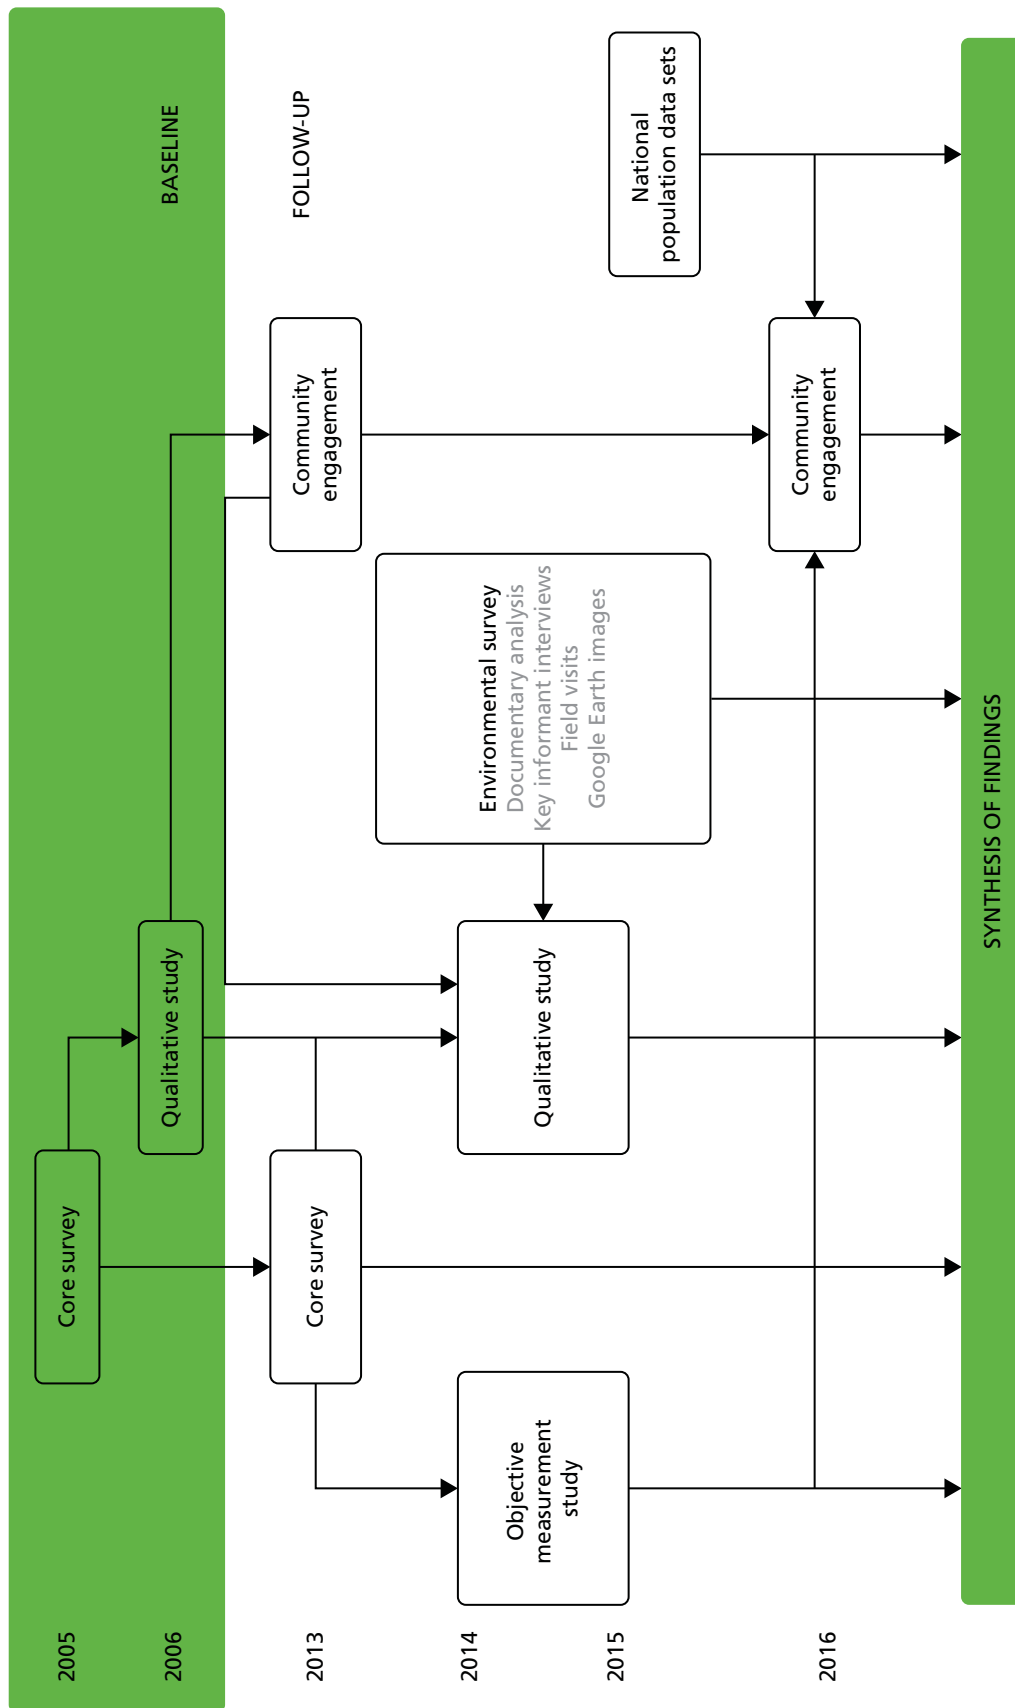 2005
2006
2013
2014
2015
2016
BASELINE
FOLLOW-UP
Core survey
Qualitative study
Core survey
Community
engagement
Objective
measurement
study
Qualitative study
Environmental survey
Documentary analysis
Key informant interviews
Field visits
Google Earth images
National
population data sets
Community
engagement
SYNTHESIS OF FINDINGS